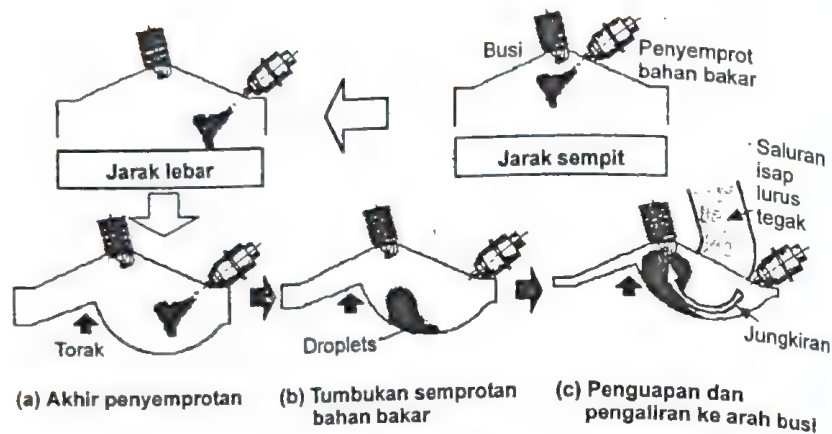 Busi
Penyemprot
bahan bakar
Jarak lebar
Jarak sempit
Saluran
isap
lurus
tegak
Torak
Droplets
Jungkiran
(a) Akhir penyemprotan
(b) Tumbukan semprotan
bahan bakar
(c) Penguapan dan
pengaliran ke arah busi